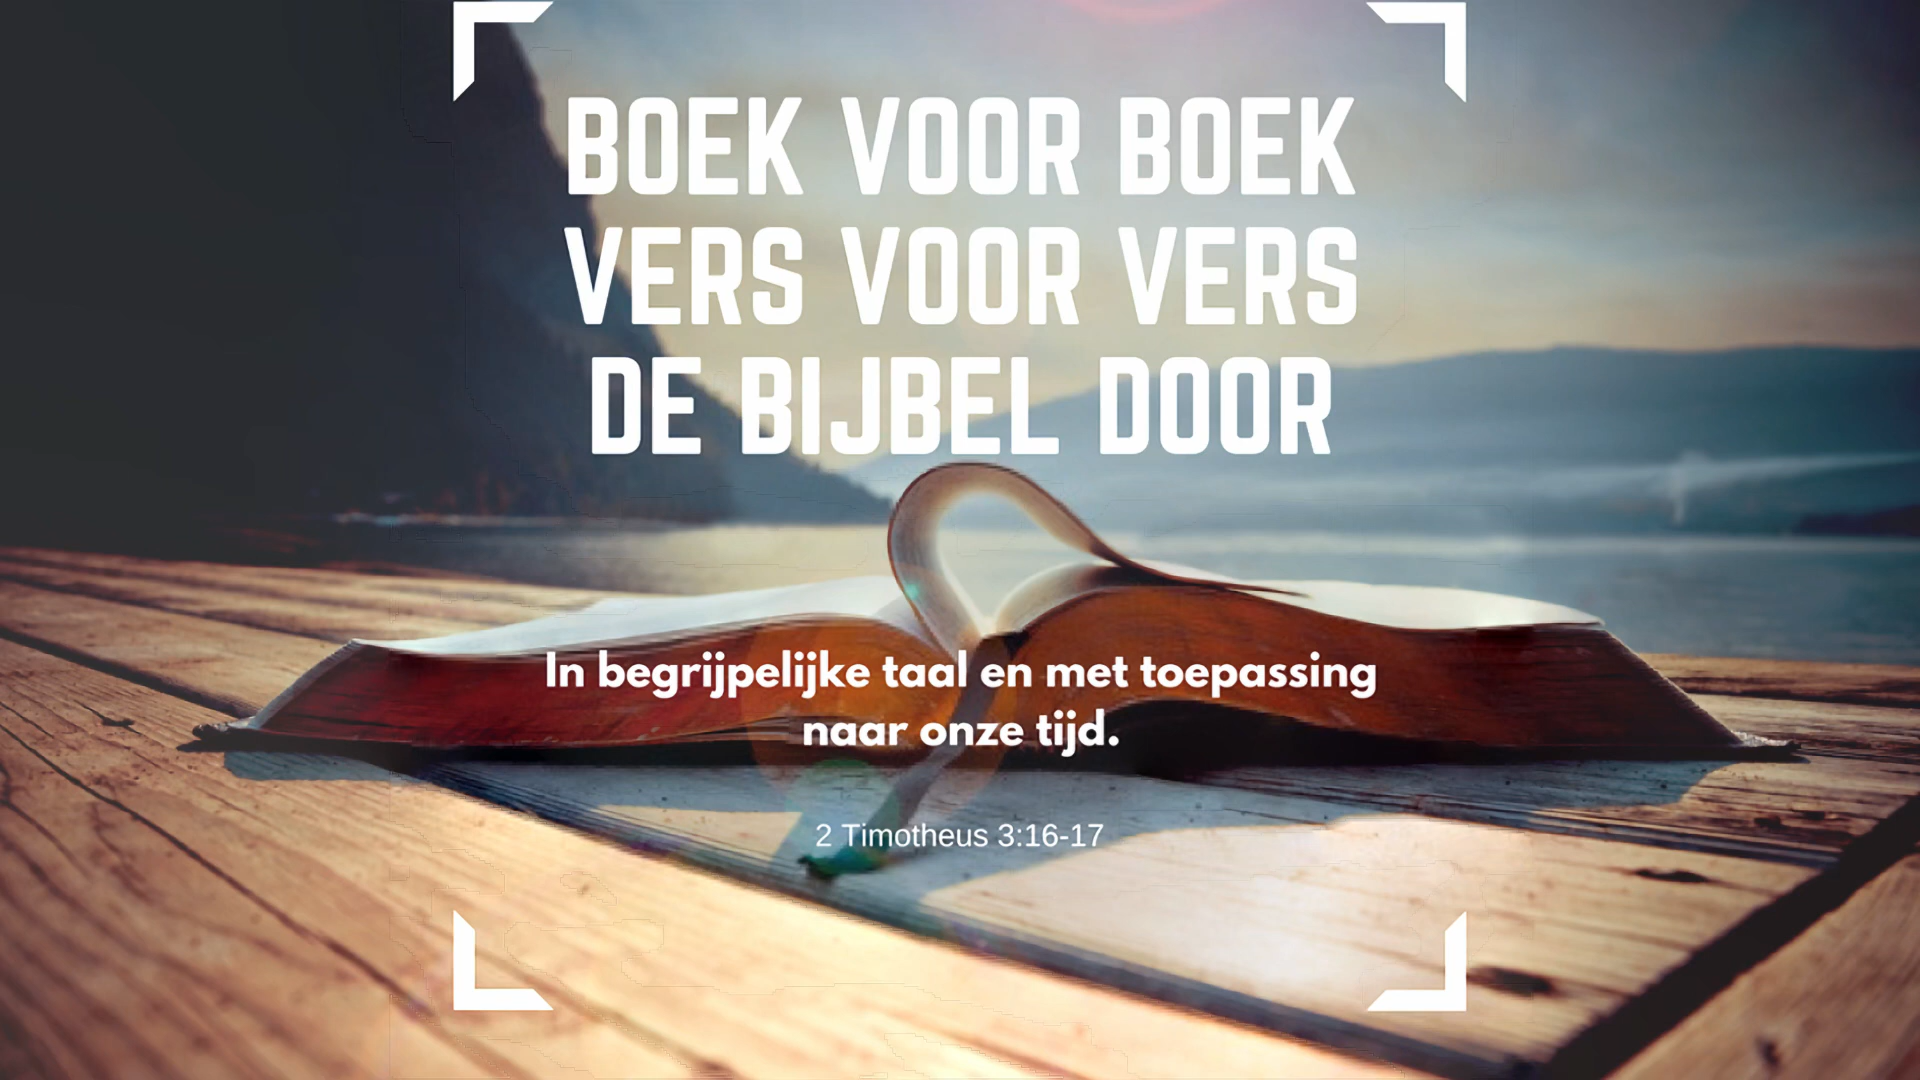 BOEK VOOR BOEK
VERS VOOR VERS
DE BIJBEL DOOR
In begrijpelijke taal en met toepassing
naar onze tijd.
2 Timotheus 3:16-17